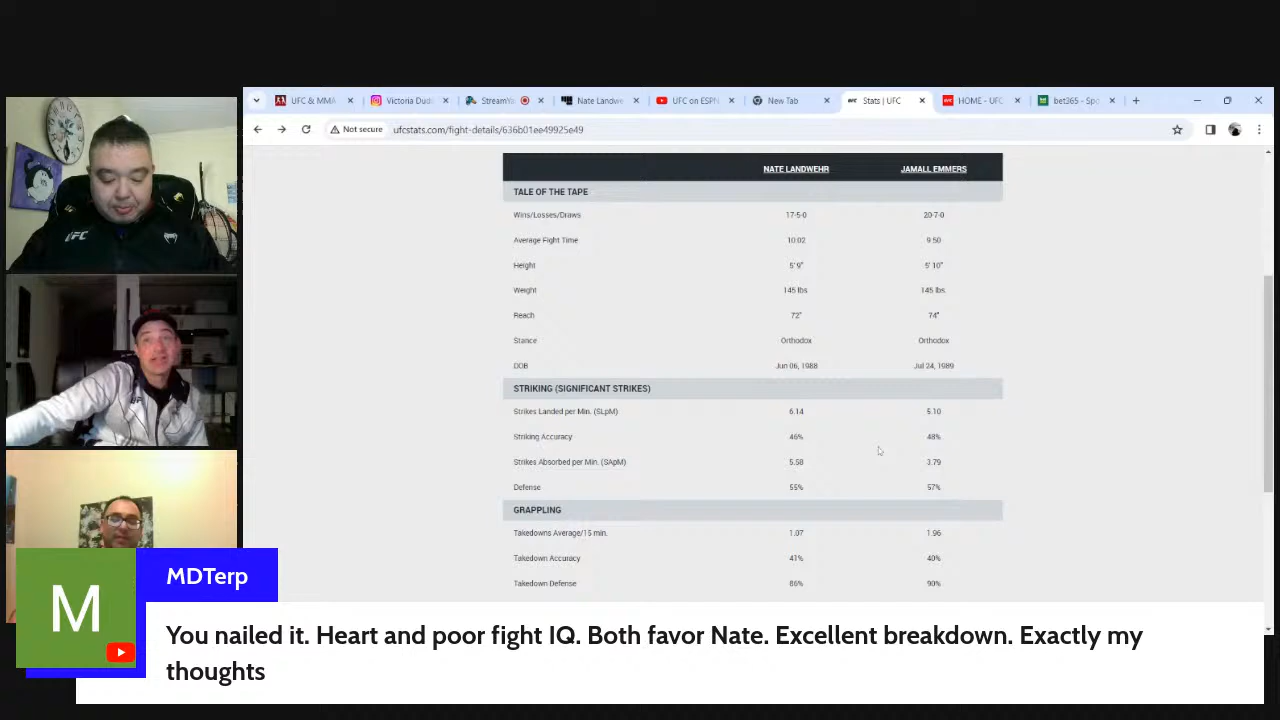 UFC & MMA
Victoria Dud
StreamYa
Nate Landwe
UFC on ESPN
New Tab
Stats | UFC
HOME - UFC
bet365 - Spo
Not secure
ufcstats.com/fight-details/636b01ee49925e49
NATE LANDWEHR JAMALL EMMERS
TALE OF THE TAPE
Wins/Losses/Draws 17-5-0 20-7-0
Average Fight Time 10:02 9:50
Height 5' 9" 5' 10"
Weight 145 lbs. 145 lbs.
Reach 72" 74"
Stance Orthodox Orthodox
DOB Jun 06, 1988 Jul 24, 1989
STRIKING (SIGNIFICANT STRIKES)
Strikes Landed per Min. (SLpM) 6.14 5.10
Striking Accuracy 46% 48%
Strikes Absorbed per Min. (SApM) 5.58 3.79
Defense 55% 57%
GRAPPLING
Takedowns Average/15 min. 1.07 1.96
Takedown Accuracy 41% 40%
Takedown Defense 86% 90%
UFC
M
MDTerp
You nailed it. Heart and poor fight IQ. Both favor Nate. Excellent breakdown. Exactly my
thoughts